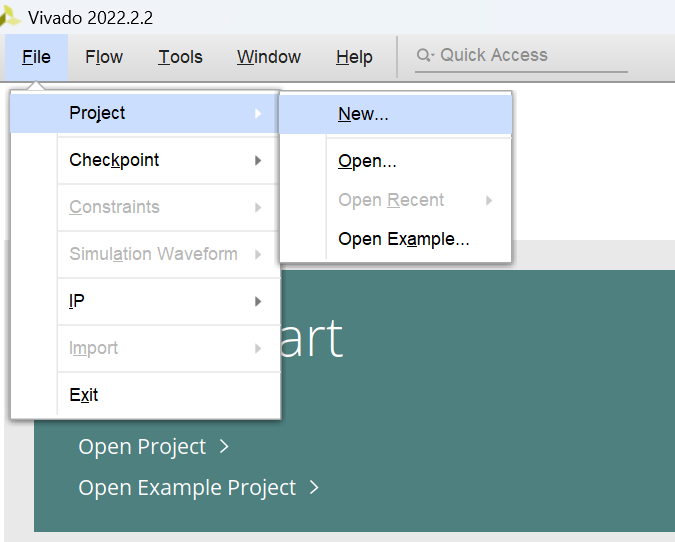 Vivado 2022.2.2
File Flow Tools Window Help Quick Access
Project
Checkpoint
Constraints
Simulation Waveform
IP
Import
Exit
New...
Open...
Open Recent
Open Example...
Open Project >
Open Example Project >